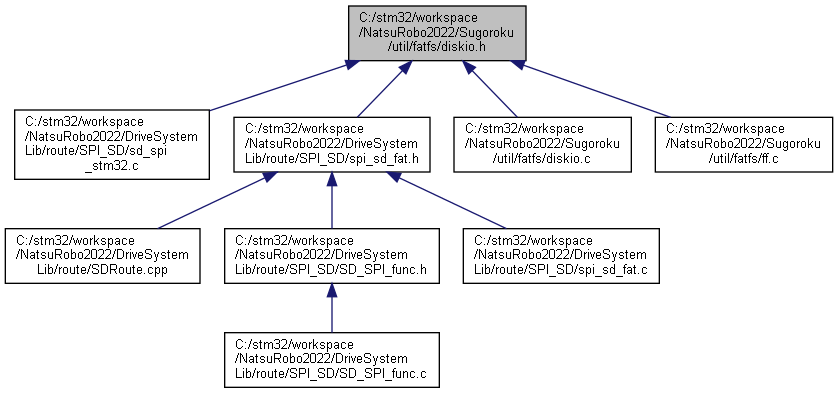 C:/stm32/workspace
/NatsuRobo2022/Sugoroku
/util/fatfs/diskio.h
C:/stm32/workspace
/NatsuRobo2022/DriveSystem
Lib/route/SPI_SD/sd_spi
_stm32.c
C:/stm32/workspace
/NatsuRobo2022/DriveSystem
Lib/route/SPI_SD/spi_sd_fat.h
C:/stm32/workspace
/NatsuRobo2022/Sugoroku
/util/fatfs/diskio.c
C:/stm32/workspace
/NatsuRobo2022/Sugoroku
/util/fatfs/ff.c
C:/stm32/workspace
/NatsuRobo2022/DriveSystem
Lib/route/SDRoute.cpp
C:/stm32/workspace
/NatsuRobo2022/DriveSystem
Lib/route/SPI_SD/SD_SPI_func.h
C:/stm32/workspace
/NatsuRobo2022/DriveSystem
Lib/route/SPI_SD/spi_sd_fat.c
C:/stm32/workspace
/NatsuRobo2022/DriveSystem
Lib/route/SPI_SD/SD_SPI_func.c